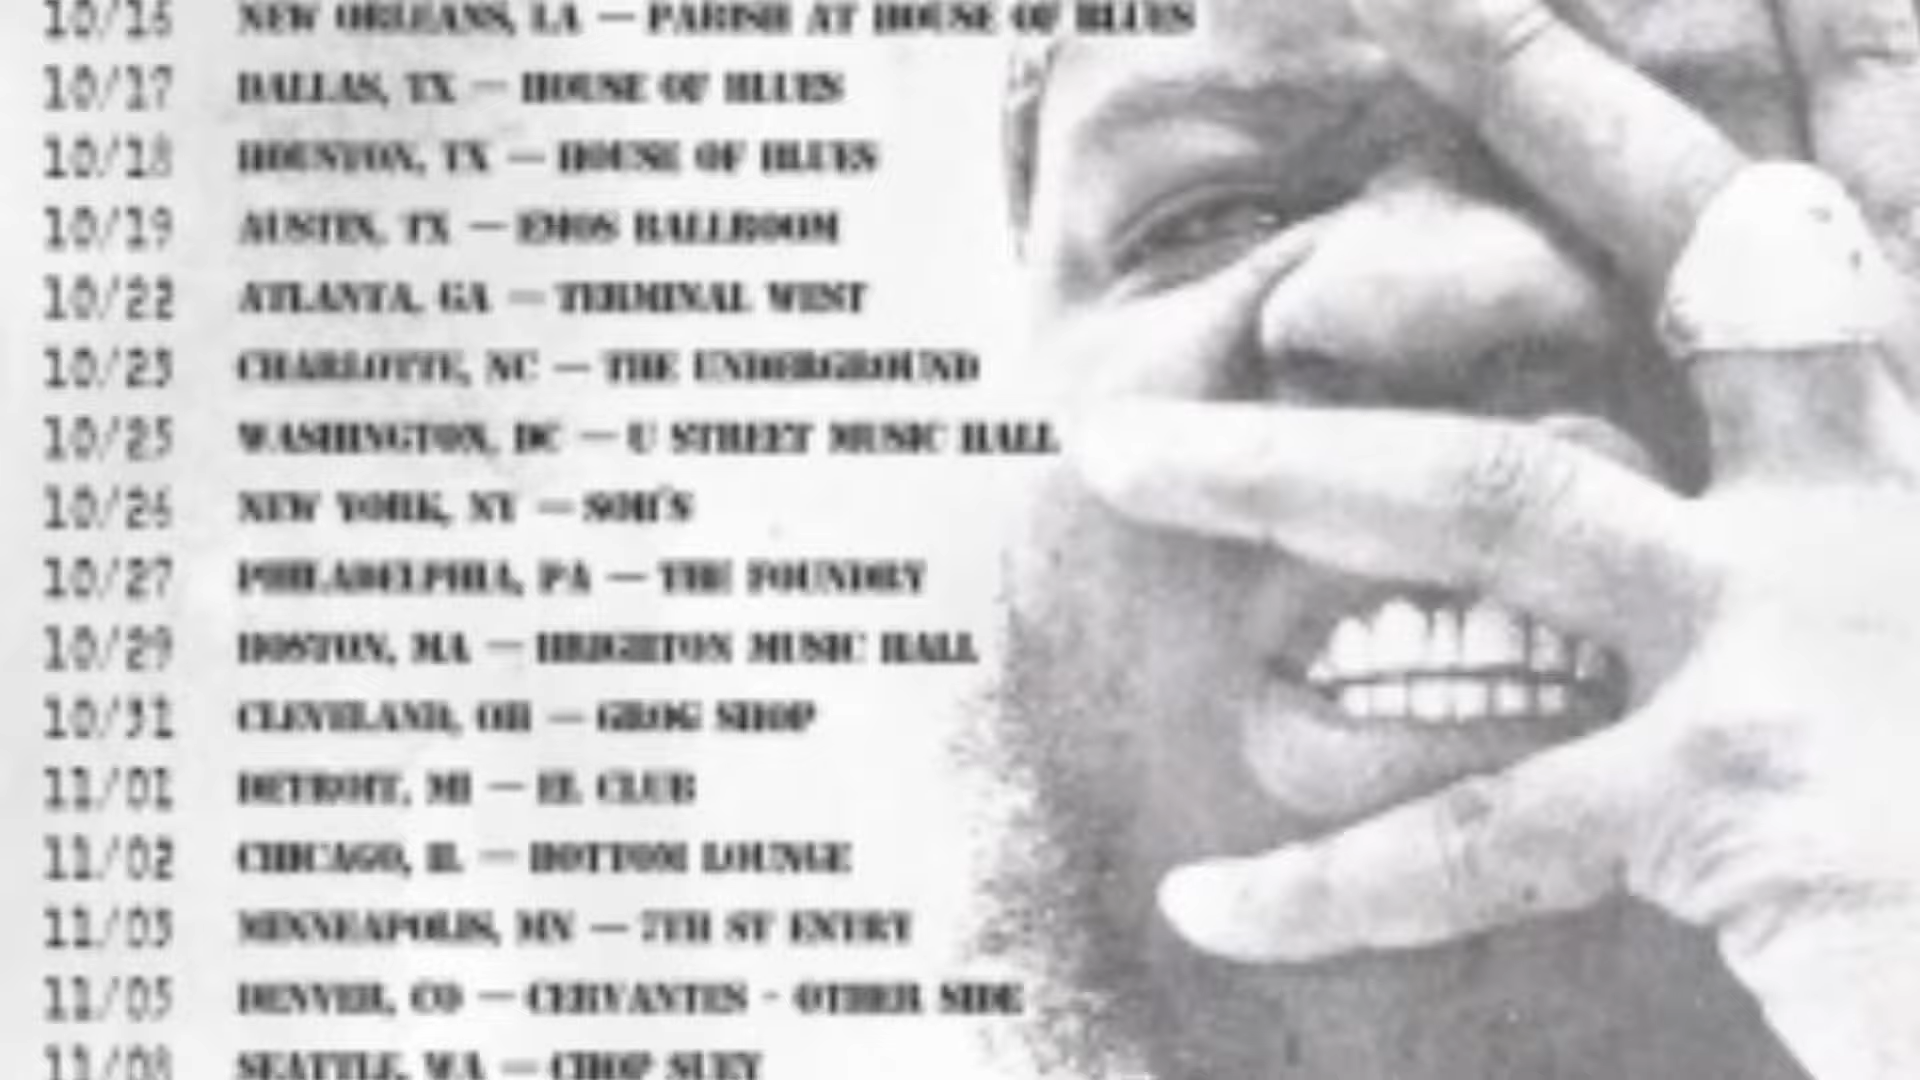 10/16 NEW ORLEANS, LA — PARISH AT HOUSE OF BLUES
10/17 DALLAS, TX — HOUSE OF BLUES
10/18 HOUSTON, TX — HOUSE OF BLUES
10/19 AUSTIN, TX — EMOS BALLROOM
10/22 ATLANTA, GA — TERMINAL WEST
10/23 CHARLOTTE, NC — THE UNDERGROUND
10/25 WASHINGTON, DC — U STREET MUSIC HALL
10/26 NEW YORK, NY — SOB'S
10/27 PHILADELPHIA, PA — THE FOUNDRY
10/29 BOSTON, MA — BRIGHTON MUSIC HALL
10/31 CLEVELAND, OH — GROG SHOP
11/01 DETROIT, MI — EL CLUB
11/02 CHICAGO, IL — BOTTOM LOUNGE
11/03 MINNEAPOLIS, MN — 7TH ST ENTRY
11/05 DENVER, CO — CERVANTES - OTHER SIDE
11/08 SEATTLE, WA — CHOP SUEY